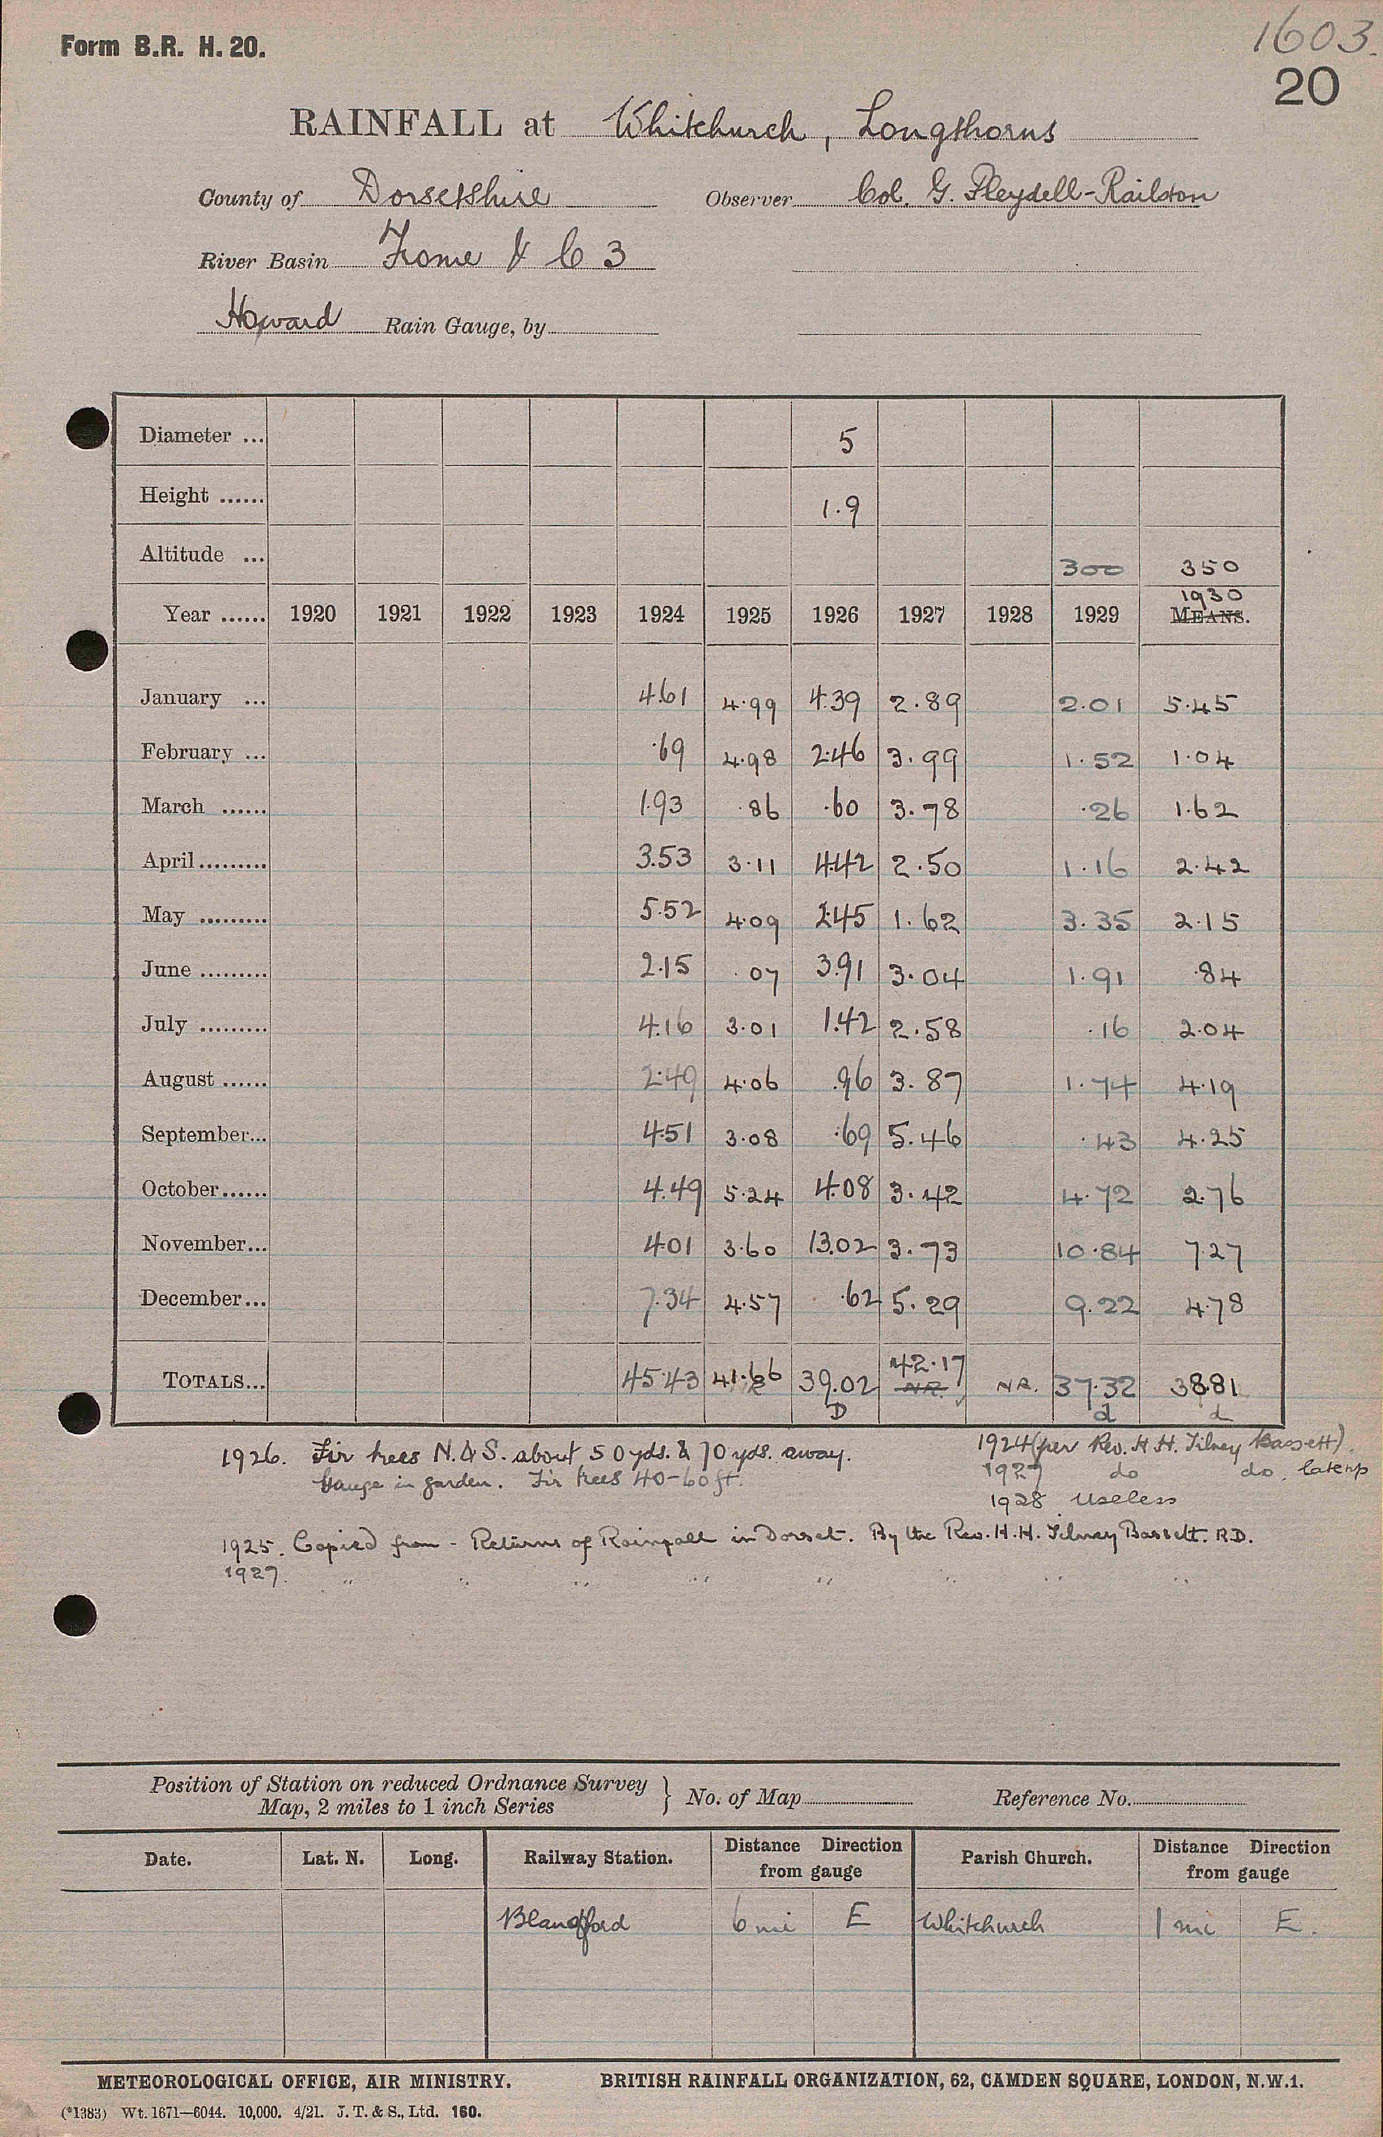 Form B.R. H. 20.
1603.
20
RAINFALL at Whitchurch, Longthorns
County of Dorsetshire Observer Col. G. Pleydell-Railston
River Basin Frome & C 3
Howard Rain Gauge, by
Diameter ... 5
Height ...... 1.9
Altitude ... 300 350
Year ...... 1920 1921 1922 1923 1924 1925 1926 1927 1928 1929 1930 MEANS.
January ... 4.61 4.99 4.39 2.89 2.01 5.45
February ... .69 4.98 2.46 3.99 1.52 1.04
March ...... 1.93 .86 .60 3.78 .26 1.62
April ......... 3.53 3.11 4.42 2.50 1.16 2.42
May ......... 5.52 4.09 2.45 1.62 3.35 2.15
June ......... 2.15 .07 3.91 3.04 1.91 .84
July ......... 4.16 3.01 1.42 2.58 .16 2.04
August ...... 2.49 4.06 .96 3.87 1.74 4.19
September... 4.51 3.08 .69 5.46 .43 4.25
October...... 4.49 5.24 4.08 3.42 4.72 2.76
November... 4.01 3.60 13.02 3.73 10.84 7.27
December... 7.34 4.57 .62 5.29 9.22 4.78
TOTALS... 45.43 41.66 39.02 D 42.17 N.R. N.R. 37.32 d 38.81 d
1926. Fir trees N. & S. about 50 yds. & 70 yds. away.
Gauge in garden. Fir trees 40-60 ft.
1924 (per Rev. H. H. Tilney Bassett).
1927 do do. later
1928 Useless
1925. Copied from - Returns of Rainfall in Dorset. By the Rev. H. H. Tilney Bassett. R.D.
1927. " " " " " " " "
Position of Station on reduced Ordnance Survey Map, 2 miles to 1 inch Series } No. of Map Reference No.
Date. Lat. N. Long. Railway Station. Distance Direction from gauge Parish Church. Distance Direction from gauge
Blandford 6 mi E Whitchurch 1 mi E.
METEOROLOGICAL OFFICE, AIR MINISTRY. BRITISH RAINFALL ORGANIZATION, 62, CAMDEN SQUARE, LONDON, N.W.1.
(*1383) Wt. 1671—6044. 10,000. 4/21. J. T. & S., Ltd. 160.